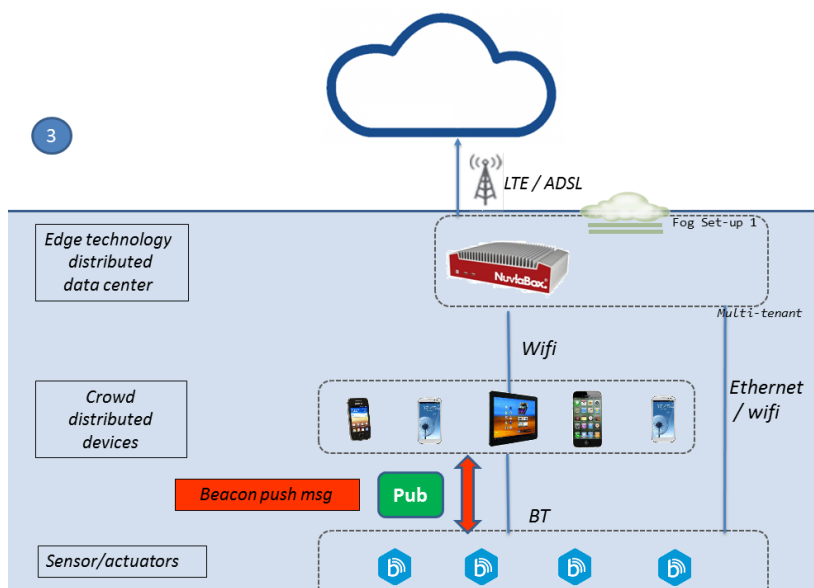 3
LTE / ADSL
Fog Set-up 1
Edge technology
distributed
data center
NuvlaBox
Multi-tenant
Wifi
Crowd
distributed
devices
Ethernet
/ wifi
Beacon push msg
Pub
BT
Sensor/actuators